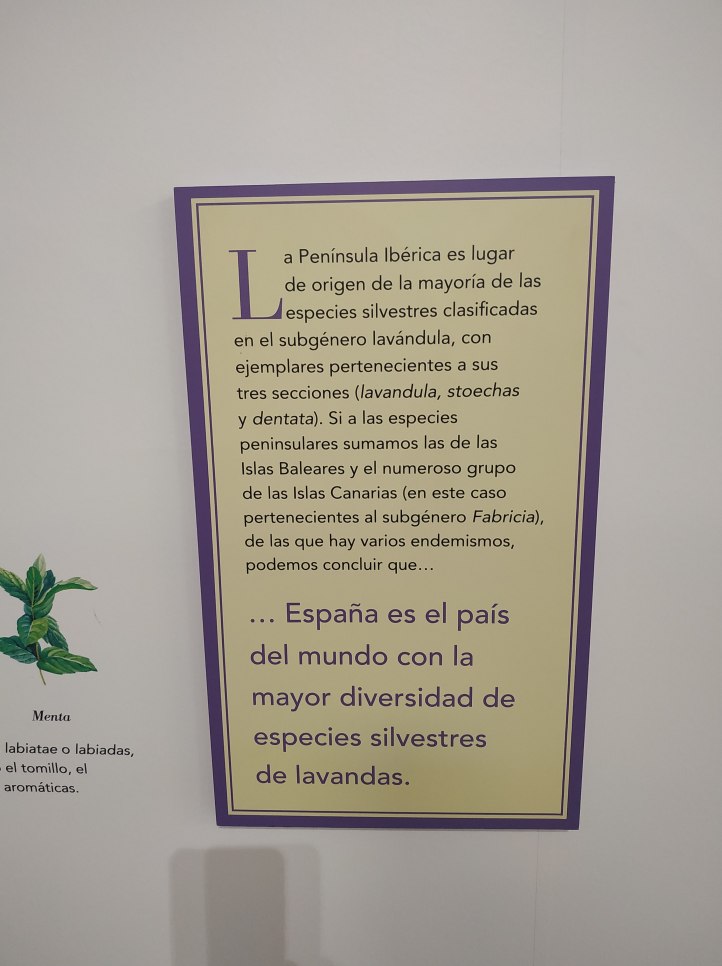 La Península Ibérica es lugar
de origen de la mayoría de las
especies silvestres clasificadas
en el subgénero lavándula, con
ejemplares pertenecientes a sus
tres secciones (lavandula, stoechas
y dentata). Si a las especies
peninsulares sumamos las de las
Islas Baleares y el numeroso grupo
de las Islas Canarias (en este caso
pertenecientes al subgénero Fabricia),
de las que hay varios endemismos,
podemos concluir que...
... España es el país
del mundo con la
mayor diversidad de
especies silvestres
de lavandas.
Menta
labiatae o labiadas,
el tomillo, el
aromáticas.